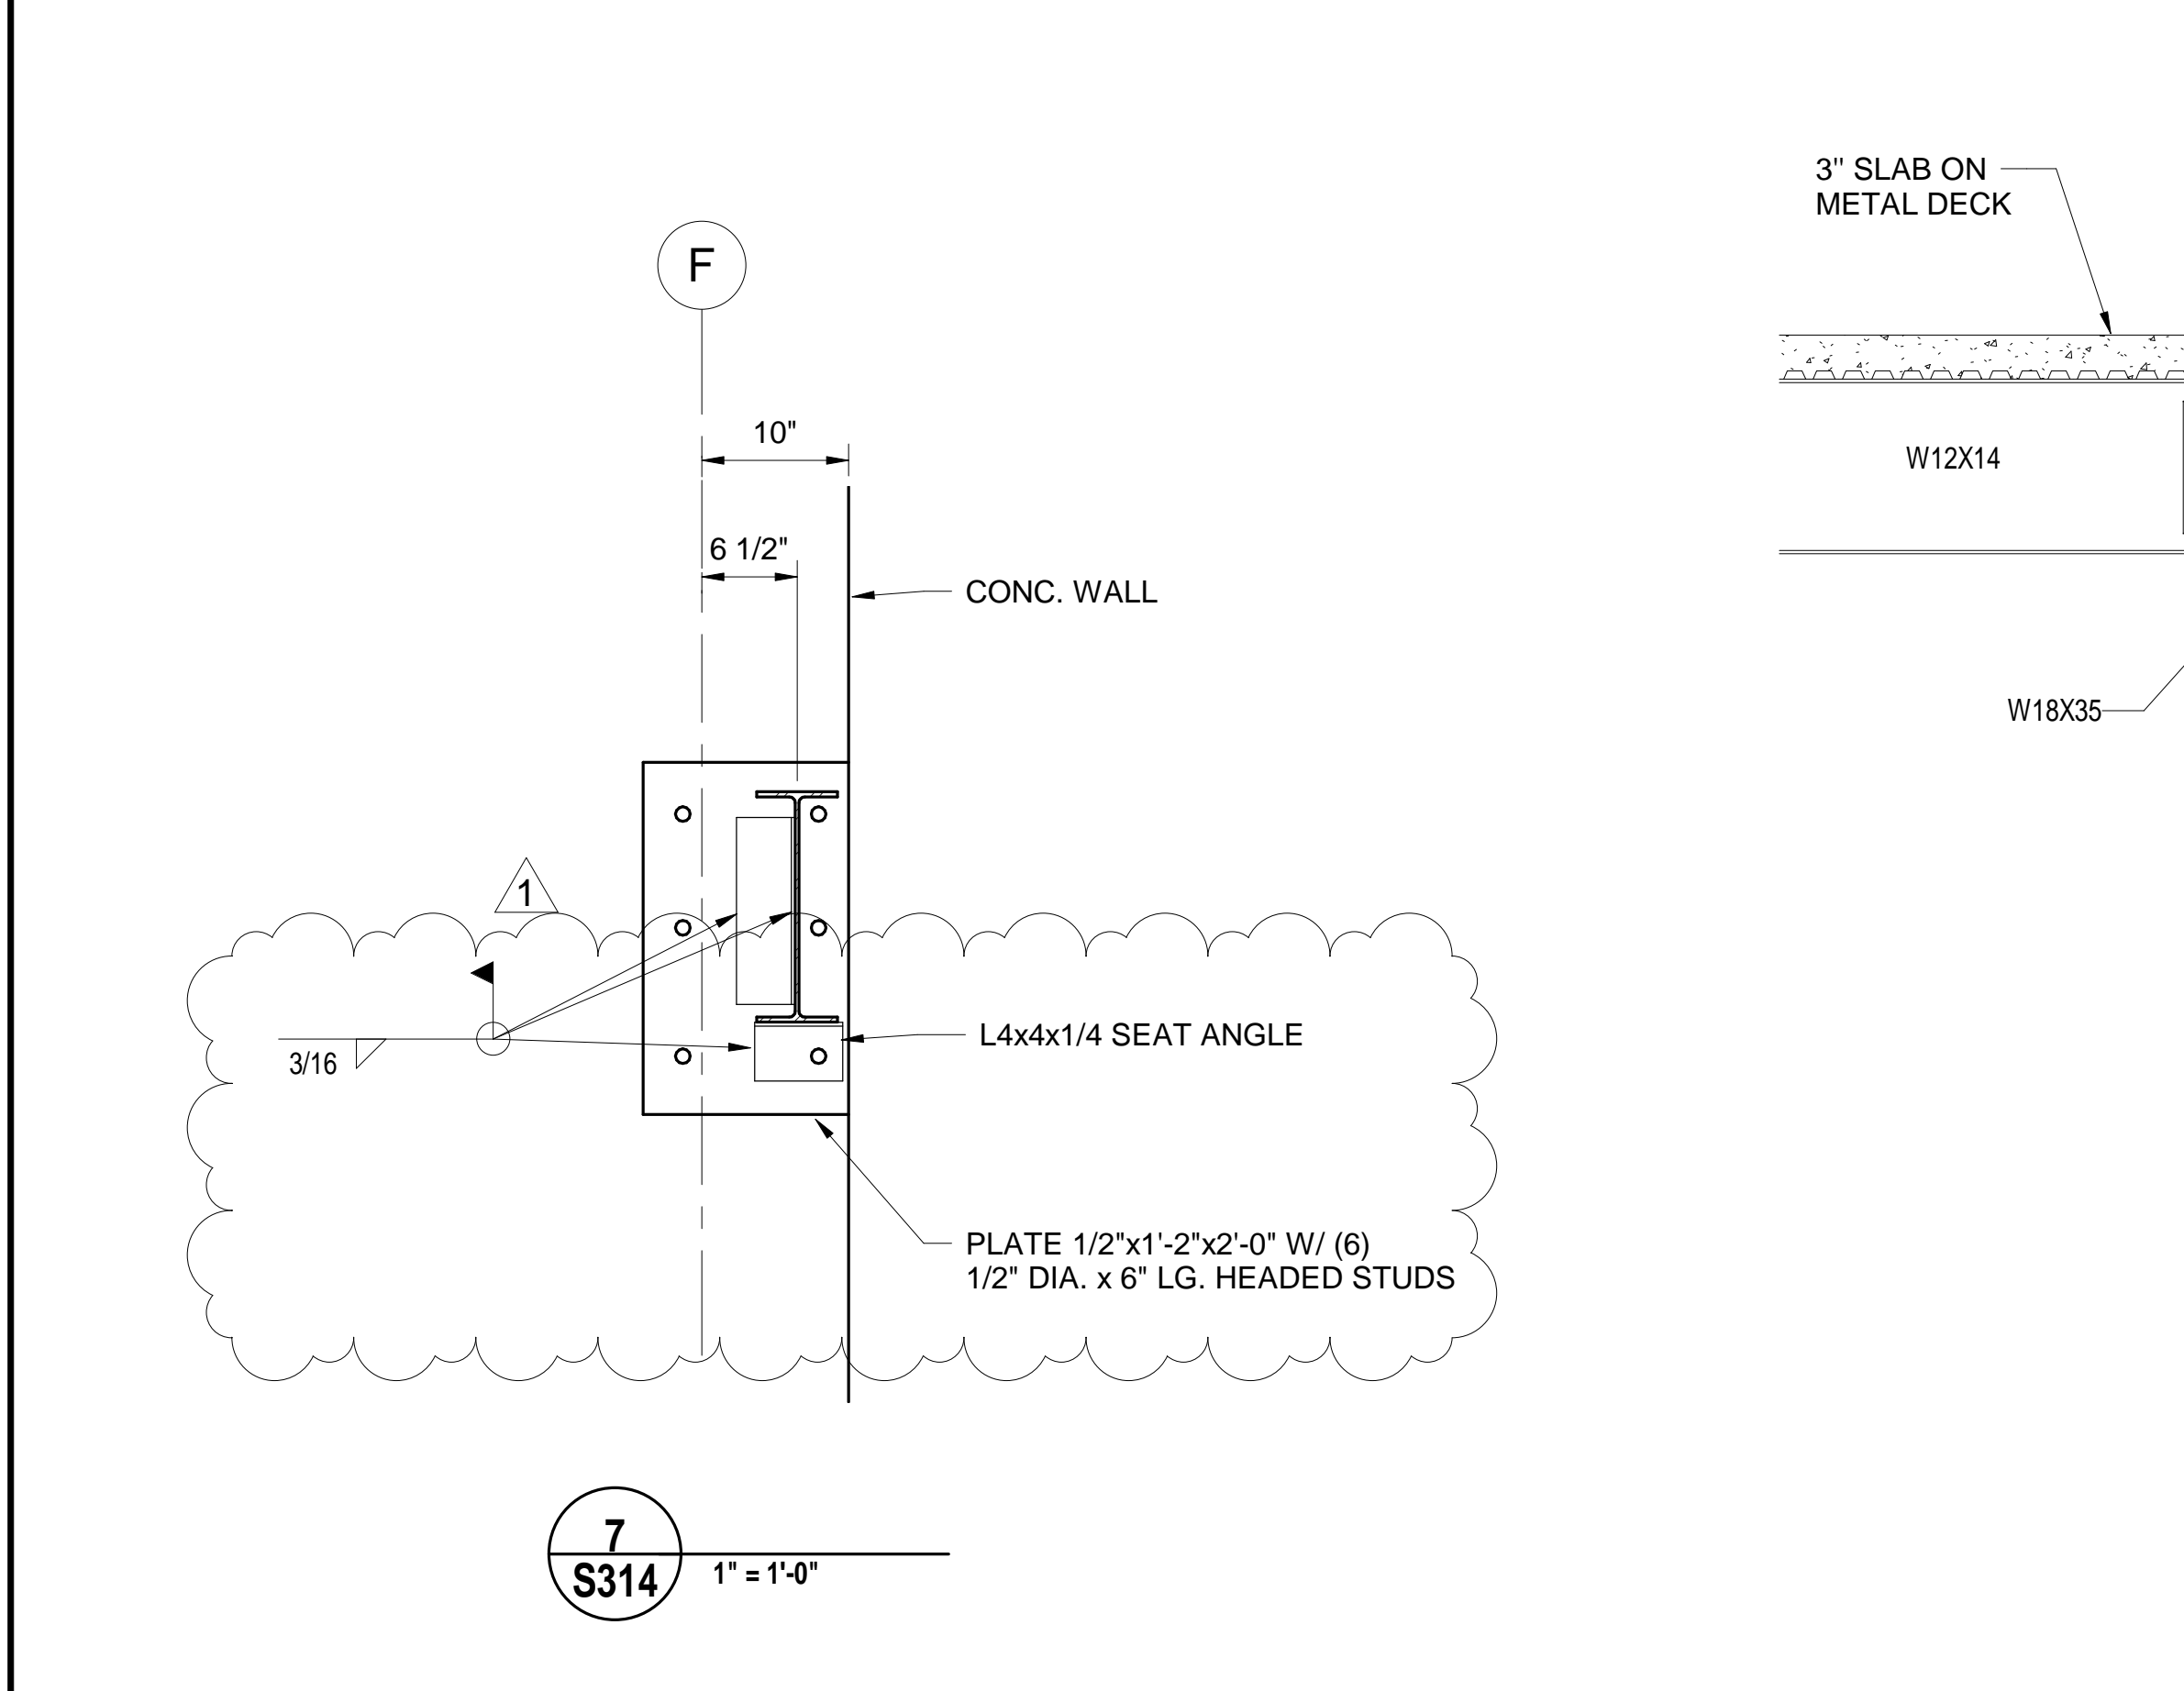 3" SLAB ON
METAL DECK
F
10"
W12X14
6 1/2"
CONC. WALL
W18X35
1
L4x4x1/4 SEAT ANGLE
3/16
PLATE 1/2"x1'-2"x2'-0" W/ (6)
1/2" DIA. x 6" LG. HEADED STUDS
7
S314
1" = 1'-0"